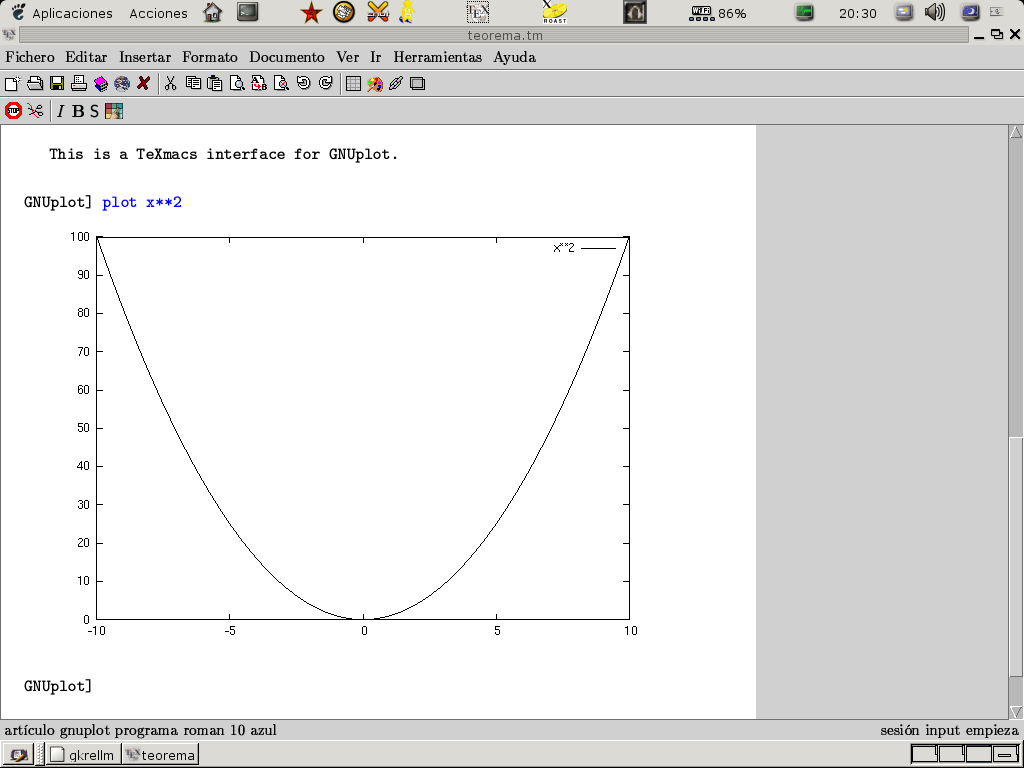 Aplicaciones Acciones 86% 20:30
teorema.tm
Fichero Editar Insertar Formato Documento Ver Ir Herramientas Ayuda
STOP I B S
This is a TeXmacs interface for GNUplot.
GNUplot] plot x**2
x**2
100
90
80
70
60
50
40
30
20
10
0
-10 -5 0 5 10
GNUplot]
artículo gnuplot programa roman 10 azul sesión input empieza
gkrellm teorema